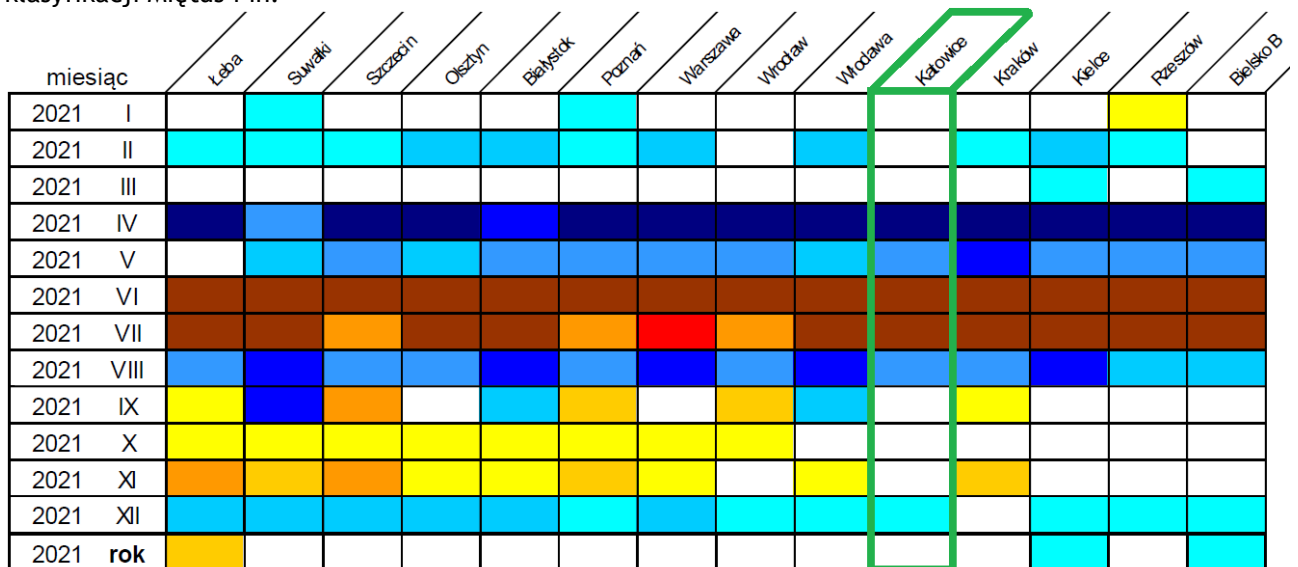 klasyfikacji Miętus i in.
miesiąc Łeba Suwałki Szczecin Olsztyn Białystok Poznań Warszawa Wrocław Włodawa Katowice Kraków Kielce Rzeszów Bielsko B
2021 I
2021 II
2021 III
2021 IV
2021 V
2021 VI
2021 VII
2021 VIII
2021 IX
2021 X
2021 XI
2021 XII
2021 rok